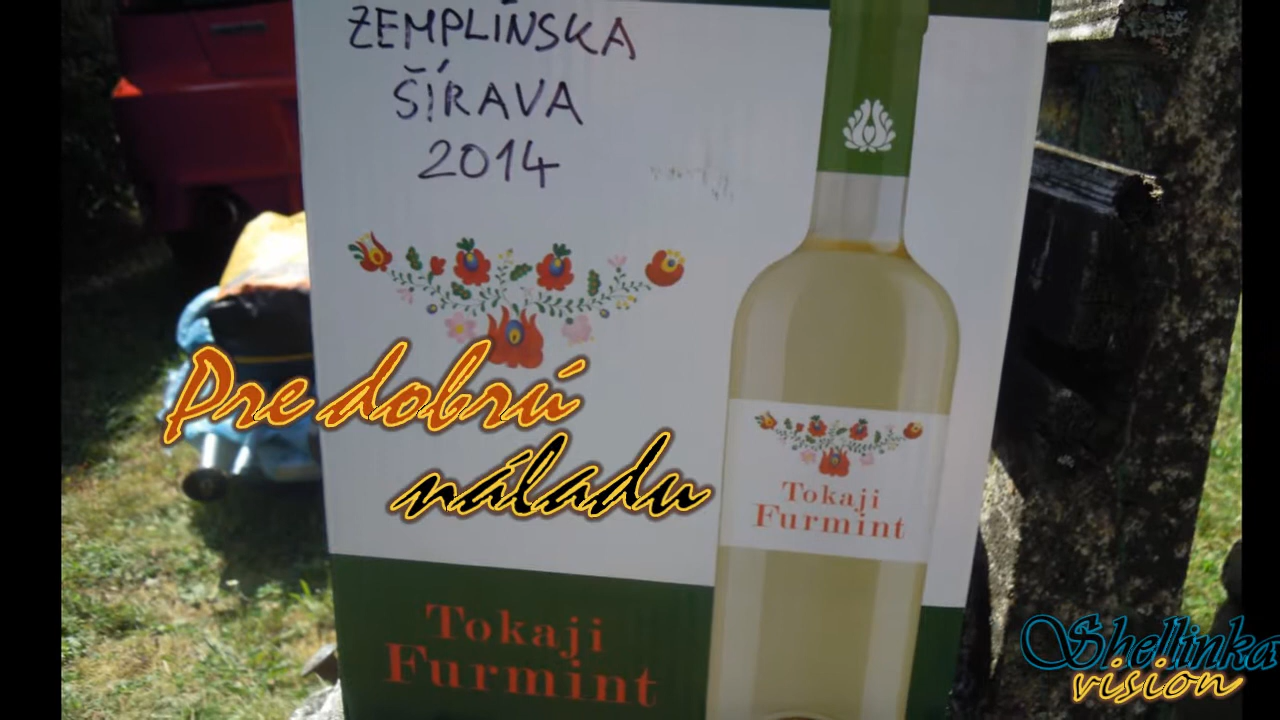 ZEMPLÍNSKA
ŠÍRAVA
2014
Pre dobrú
náladu
Tokaji
Furmint
Tokaji
Furmint
Shellinka
vision